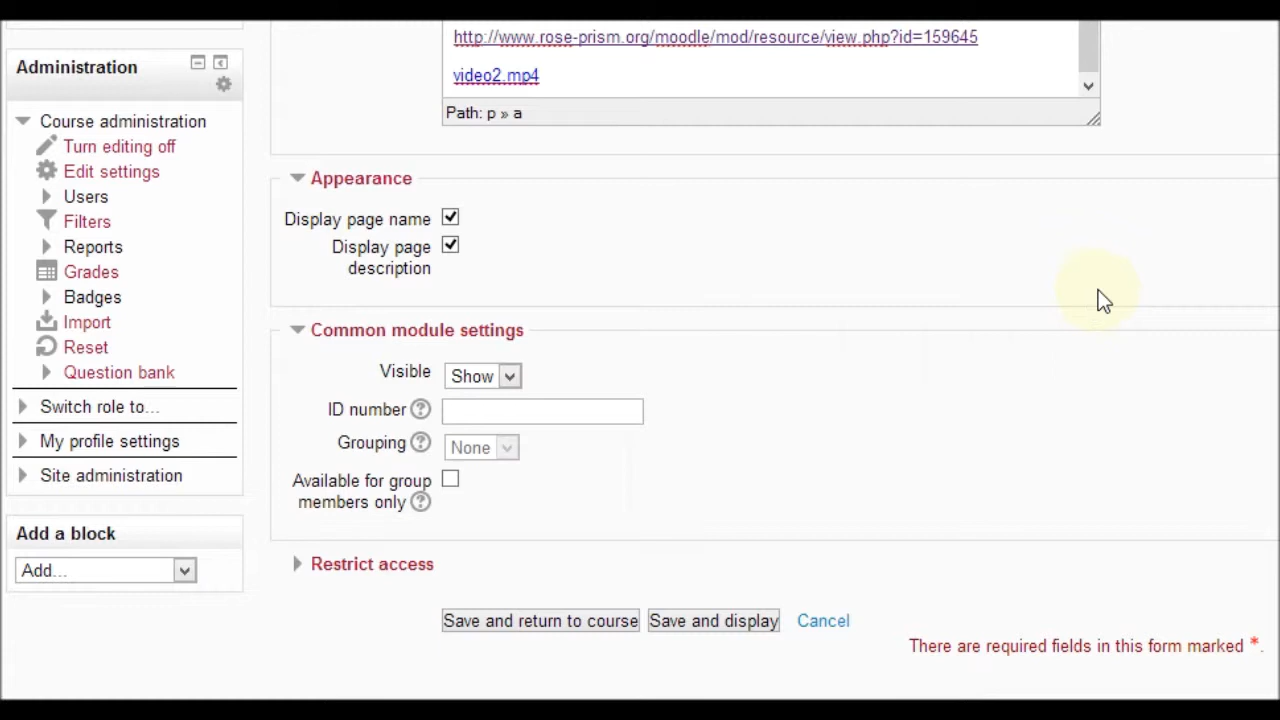 Administration
Course administration
Turn editing off
Edit settings
Users
Filters
Reports
Grades
Badges
Import
Reset
Question bank
Switch role to...
My profile settings
Site administration
Add a block
Add...
http://www.rose-prism.org/moodle/mod/resource/view.php?id=159645
video2.mp4
Path: p » a
Appearance
Display page name
Display page
description
Common module settings
Visible
Show
ID number
Grouping
None
Available for group
members only
Restrict access
Save and return to course
Save and display
Cancel
There are required fields in this form marked *.